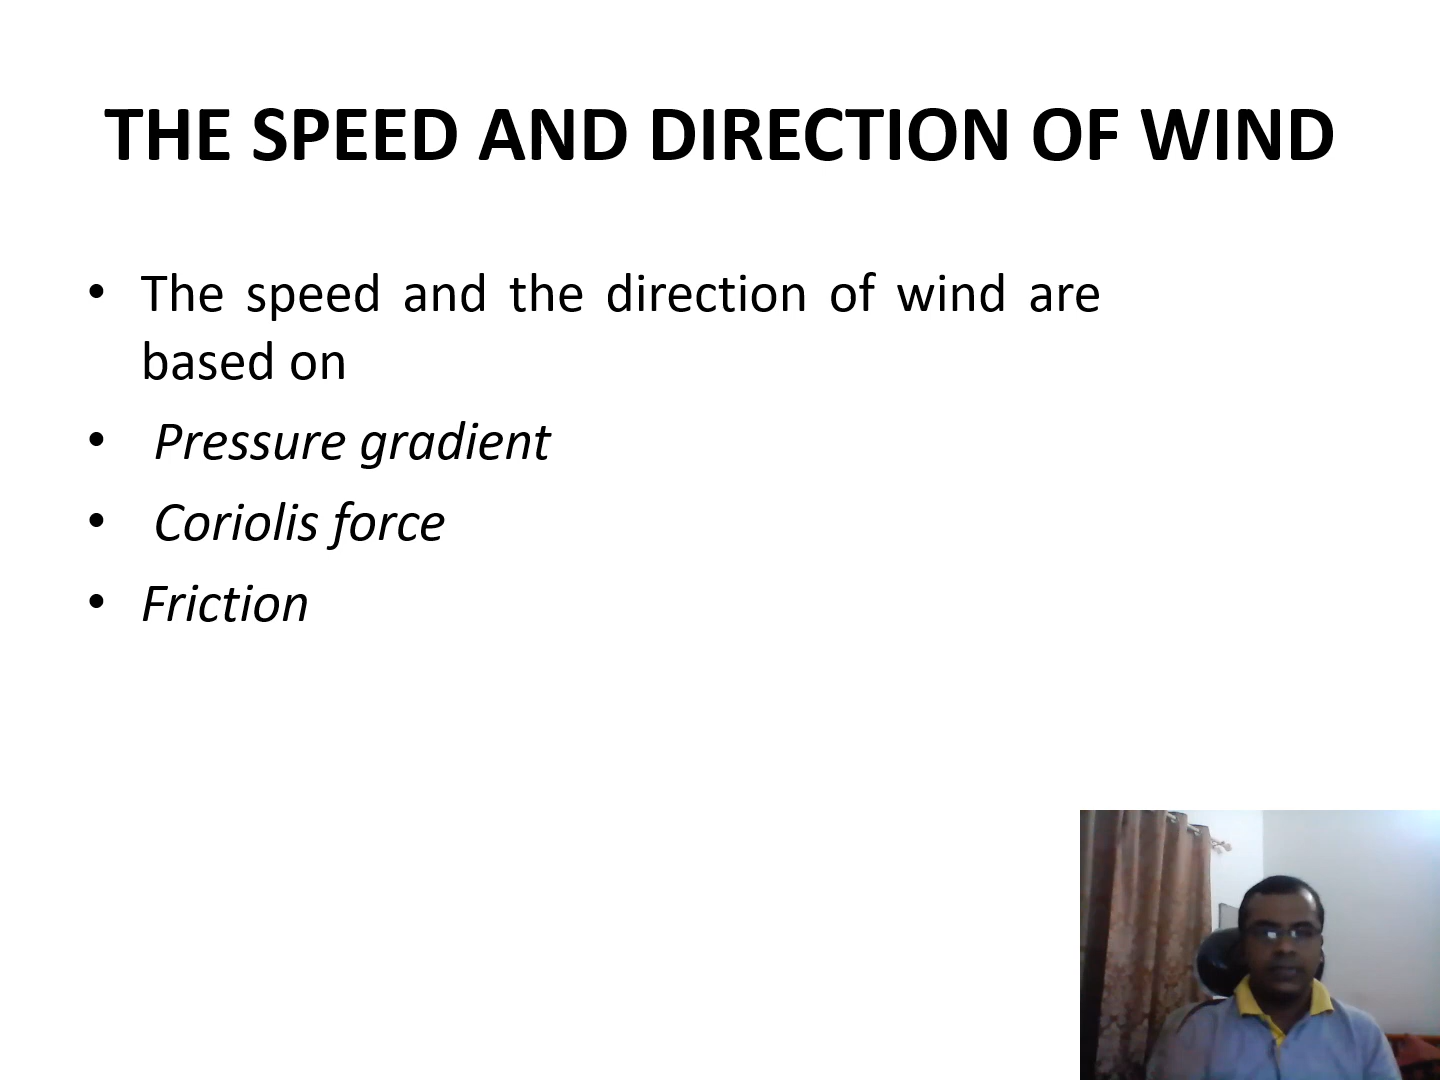 THE SPEED AND DIRECTION OF WIND
• The speed and the direction of wind are
based on
• Pressure gradient
• Coriolis force
• Friction